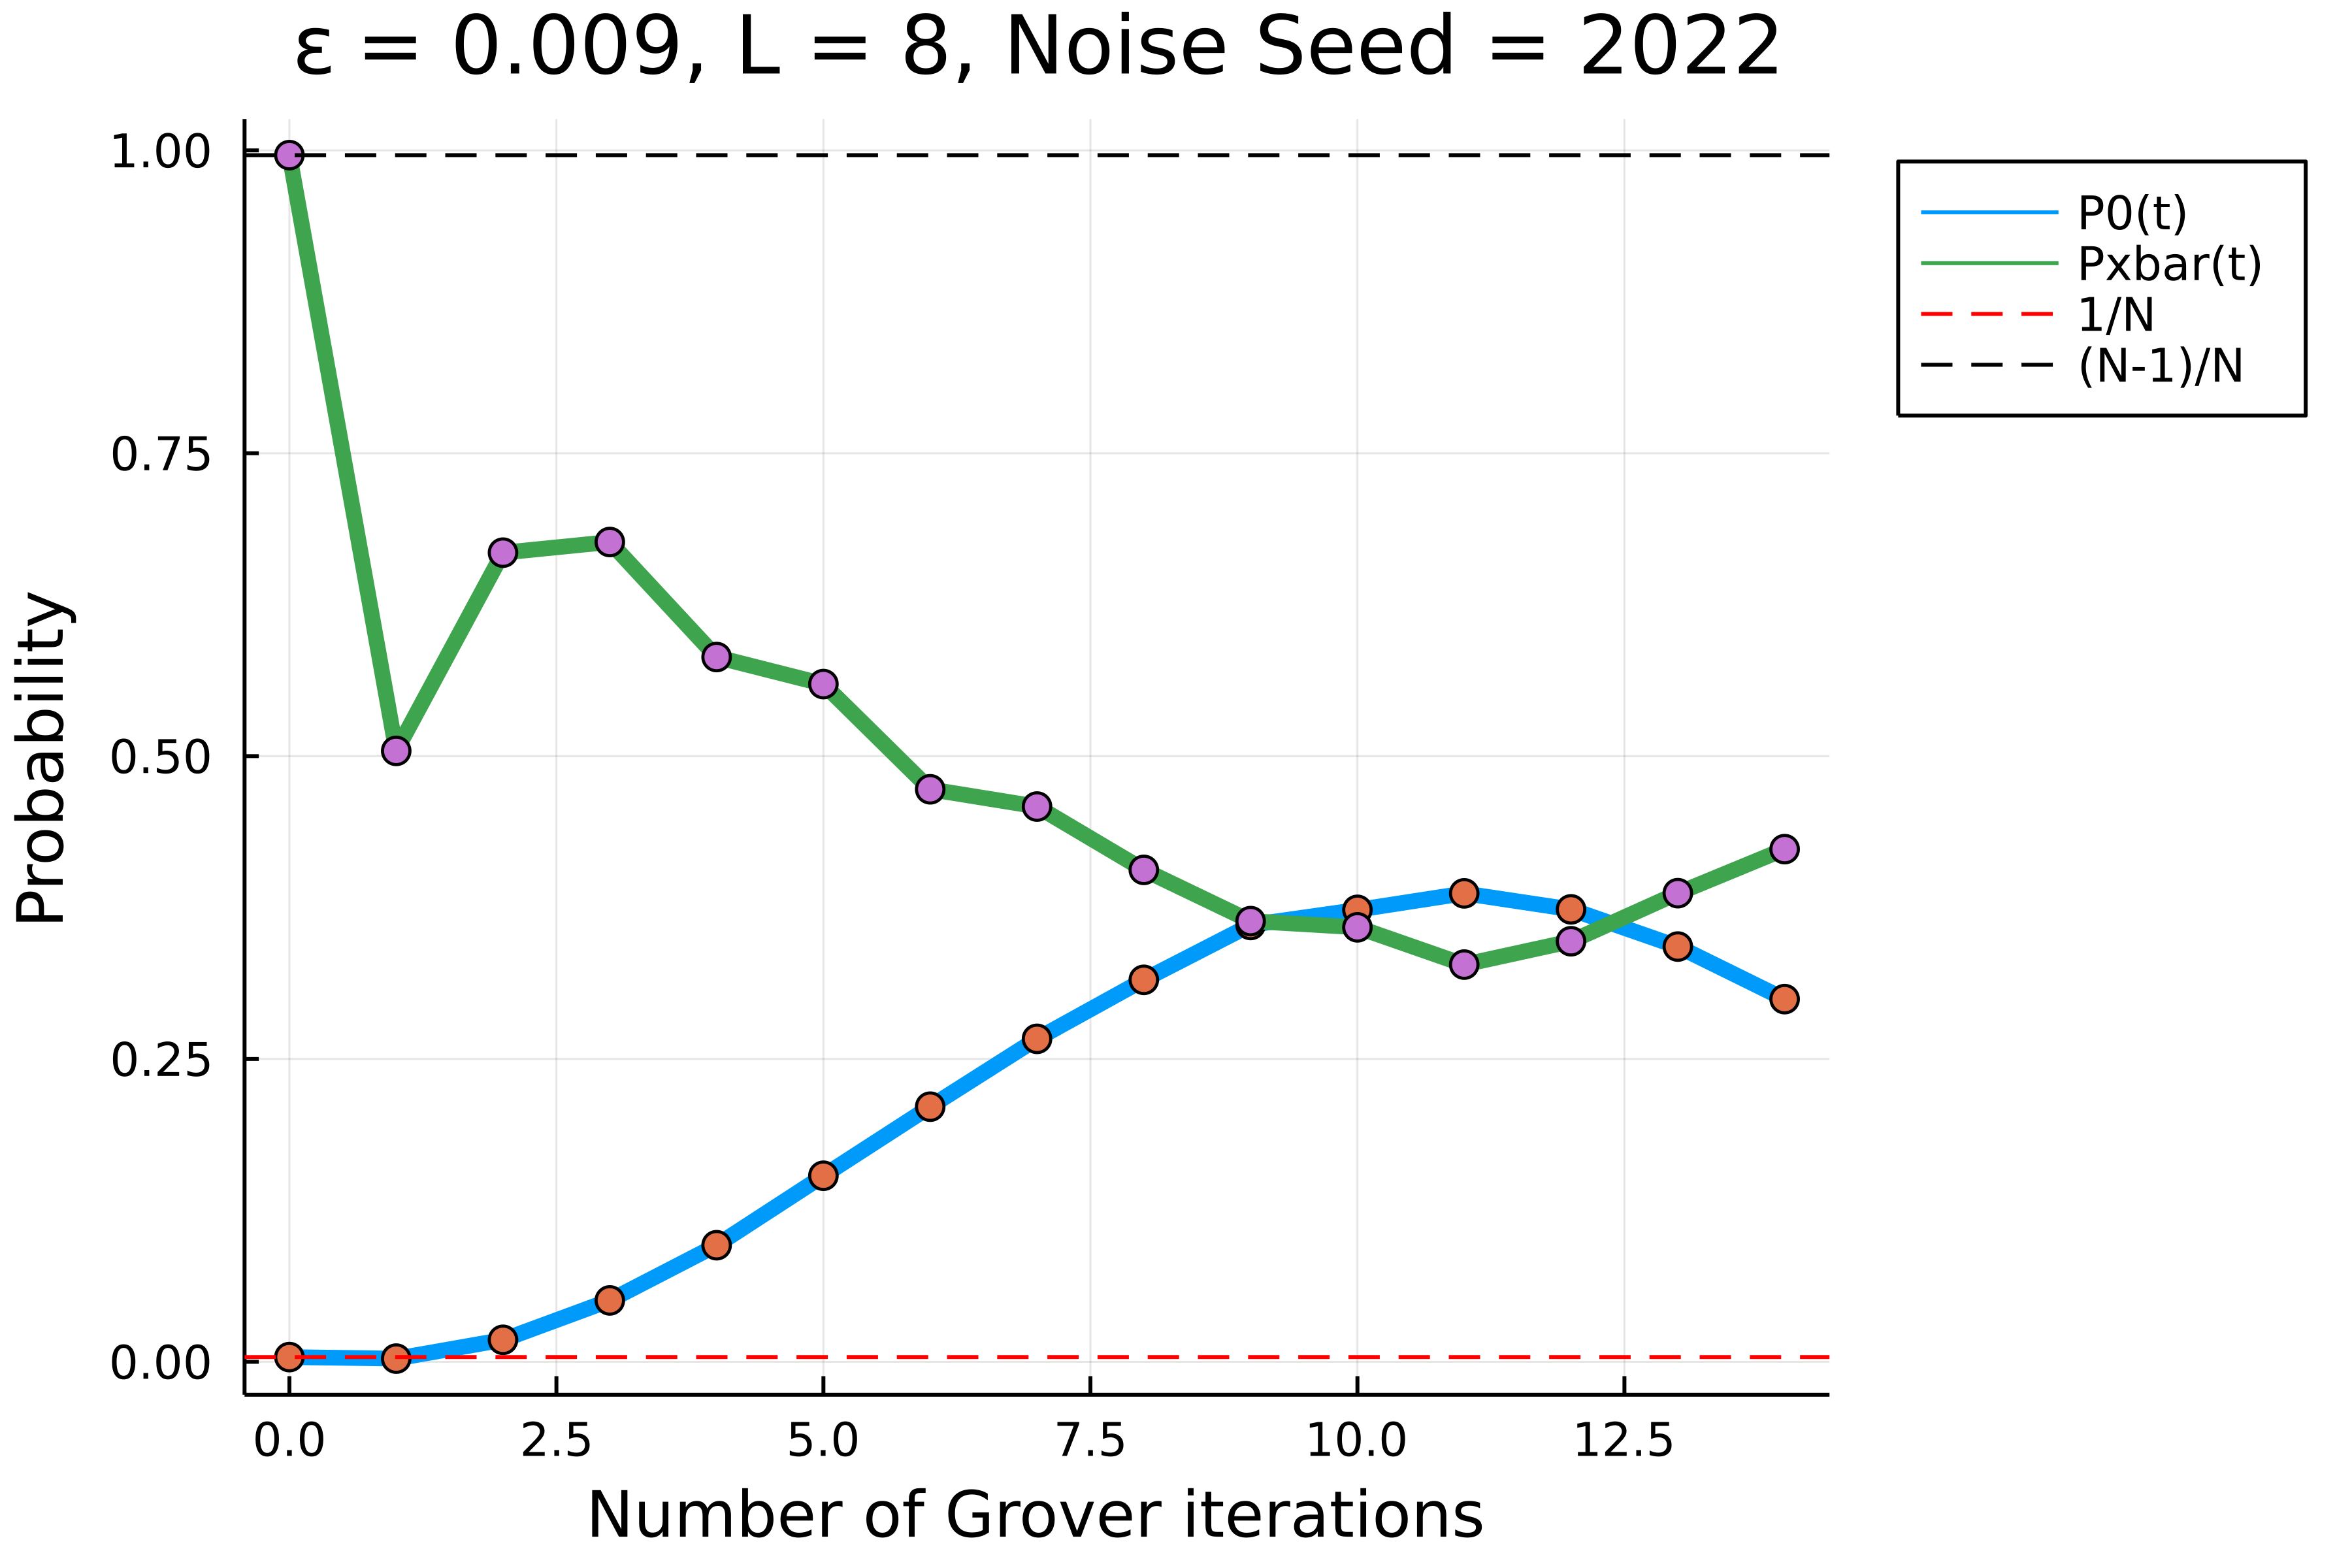 ε = 0.009, L = 8, Noise Seed = 2022
1.00
0.75
0.50
0.25
0.00
Probability
0.0 2.5 5.0 7.5 10.0 12.5
Number of Grover iterations
P0(t)
Pxbar(t)
1/N
(N-1)/N